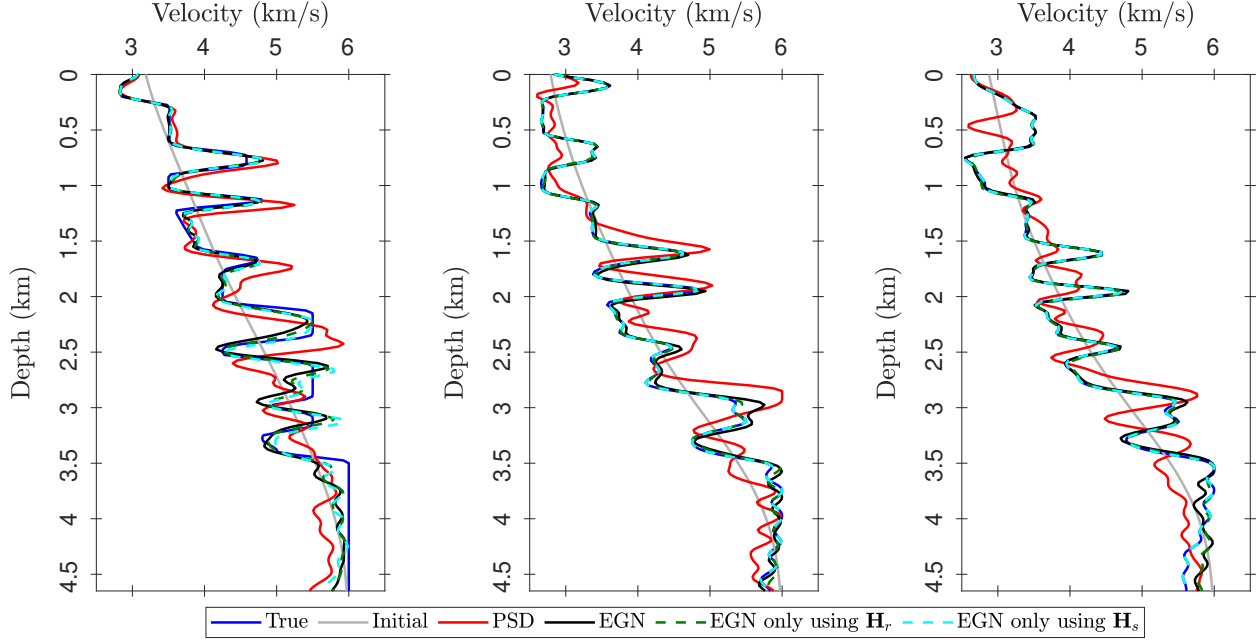 Velocity (km/s) Velocity (km/s) Velocity (km/s)
3 4 5 6 3 4 5 6 3 4 5 6
0 0 0
0.5 0.5 0.5
1 1 1
1.5 1.5 1.5
2 2 2
2.5 2.5 2.5
3 3 3
3.5 3.5 3.5
4 4 4
4.5 4.5 4.5
Depth (km) Depth (km) Depth (km)
True Initial PSD EGN EGN only using H_r EGN only using H_s